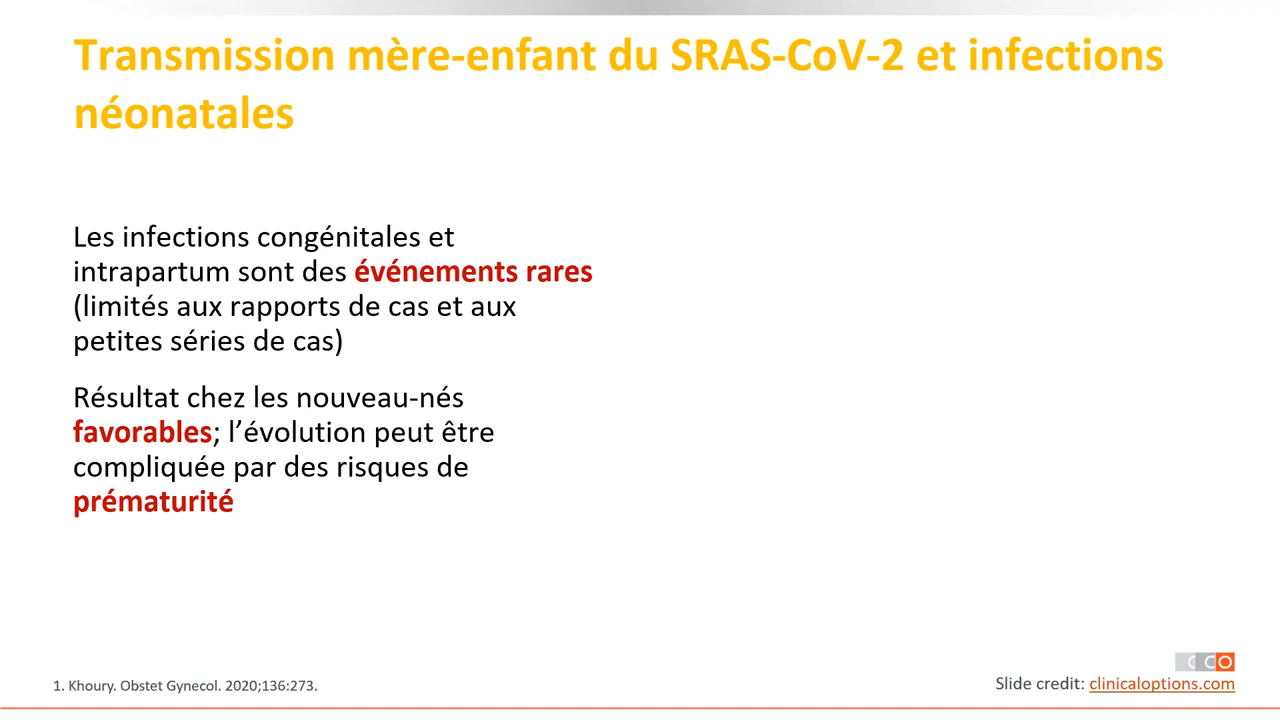 Transmission mère-enfant du SRAS-CoV-2 et infections
néonatales
Les infections congénitales et
intrapartum sont des événements rares
(limités aux rapports de cas et aux
petites séries de cas)
Résultat chez les nouveau-nés
favorables; l’évolution peut être
compliquée par des risques de
prématurité
CCO
1. Khoury. Obstet Gynecol. 2020;136:273.
Slide credit: clinicaloptions.com